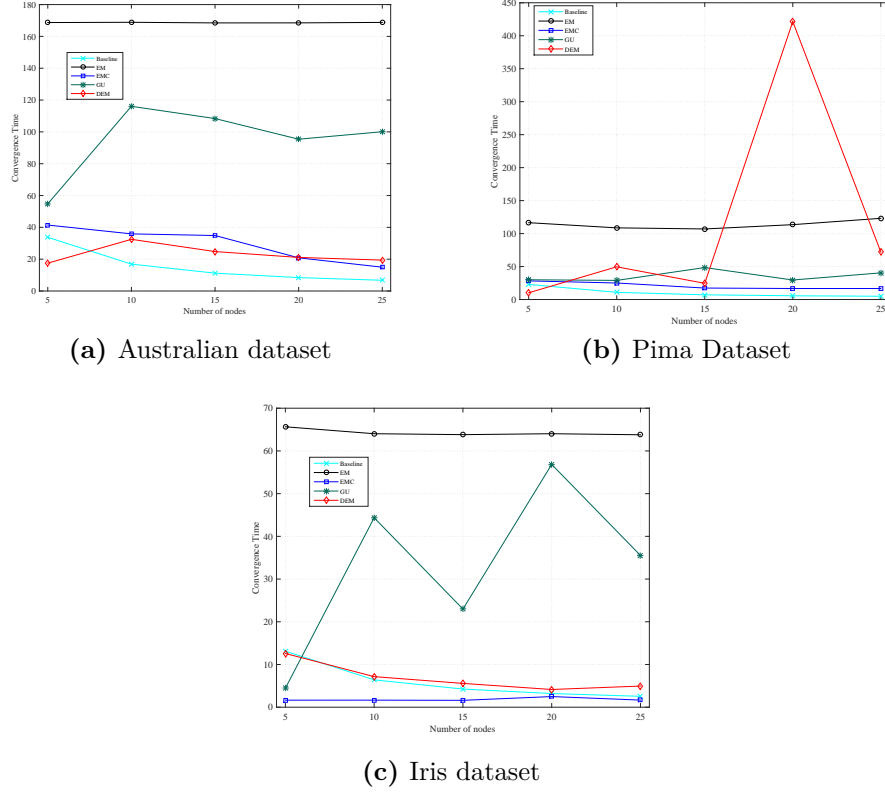 180
160
140
120
100
80
60
40
20
0
Convergence Time
Baseline
EM
EMC
GU
DEM
5
10
15
20
25
Number of nodes
(a) Australian dataset
450
400
350
300
250
200
150
100
50
0
Convergence Time
Baseline
EM
EMC
GU
DEM
5
10
15
20
25
Number of nodes
(b) Pima Dataset
70
60
50
40
30
20
10
0
Convergence Time
Baseline
EM
EMC
GU
DEM
5
10
15
20
25
Number of nodes
(c) Iris dataset